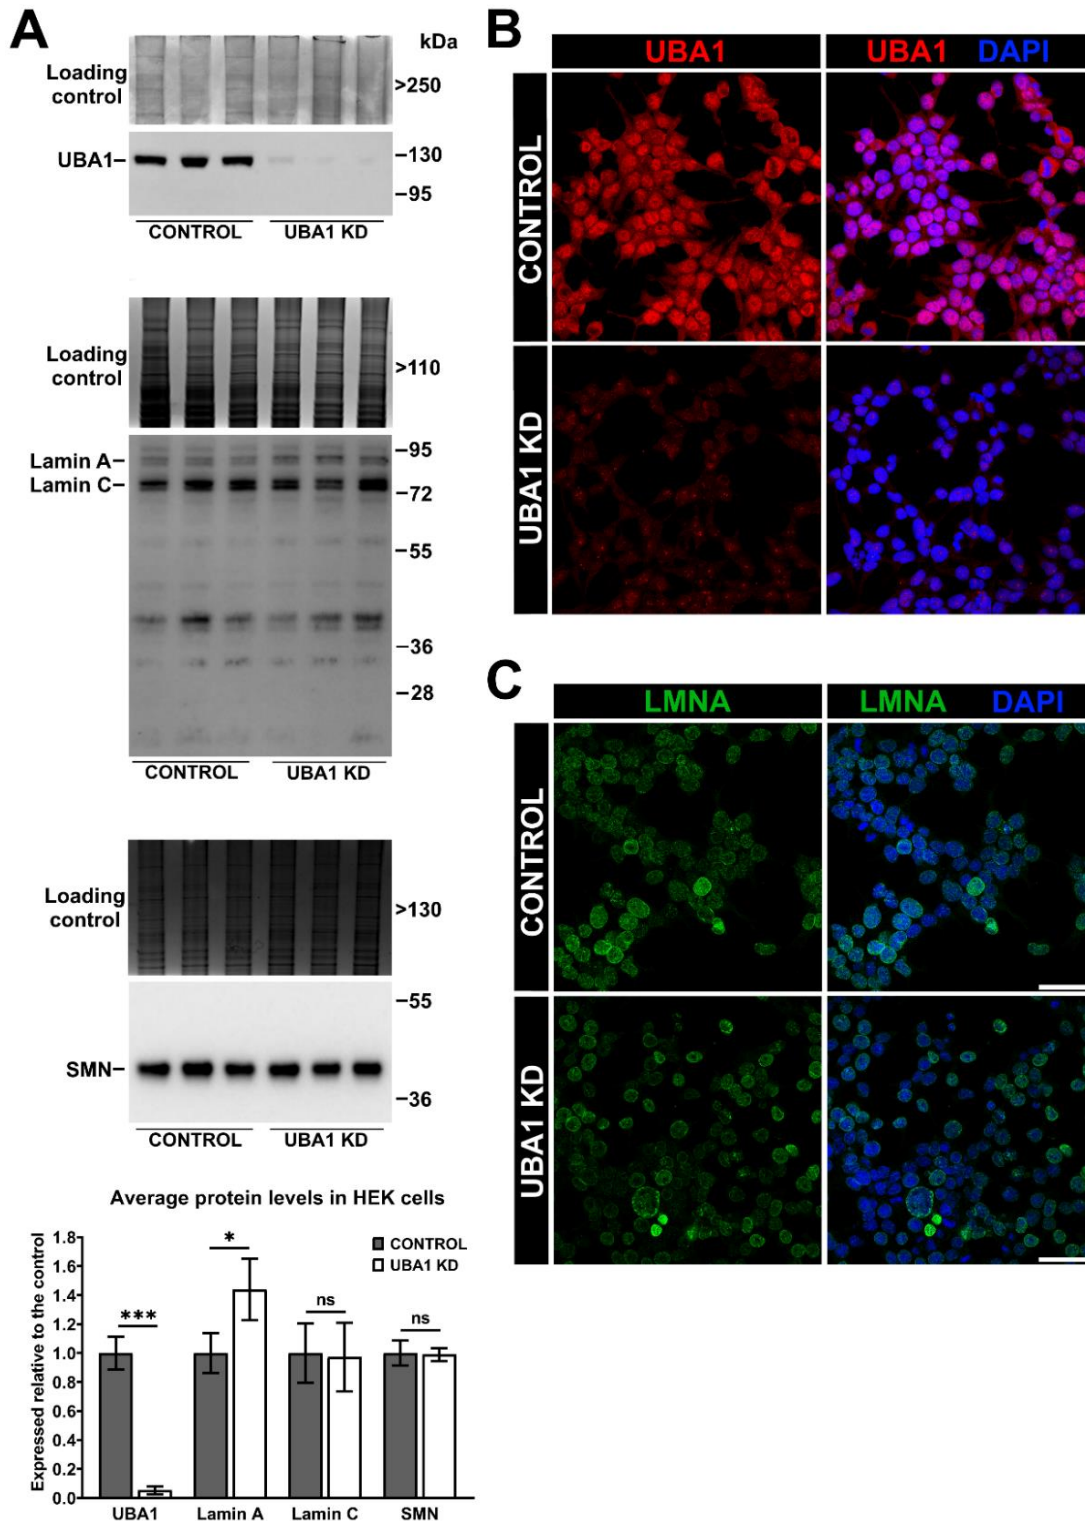 A
kDa
Loading
control
>250
UBA1–
–130
–95
CONTROL
UBA1 KD
Loading
control
>110
Lamin A–
–95
Lamin C–
–72
–55
–36
–28
CONTROL
UBA1 KD
Loading
control
>130
–55
SMN–
–36
CONTROL
UBA1 KD
Average protein levels in HEK cells
Expressed relative to the control
1.8
1.6
1.4
1.2
1.0
0.8
0.6
0.4
0.2
0.0
CONTROL
UBA1 KD
***
*
ns
ns
UBA1
Lamin A
Lamin C
SMN
B
UBA1
UBA1 DAPI
CONTROL
UBA1 KD
C
LMNA
LMNA DAPI
CONTROL
UBA1 KD